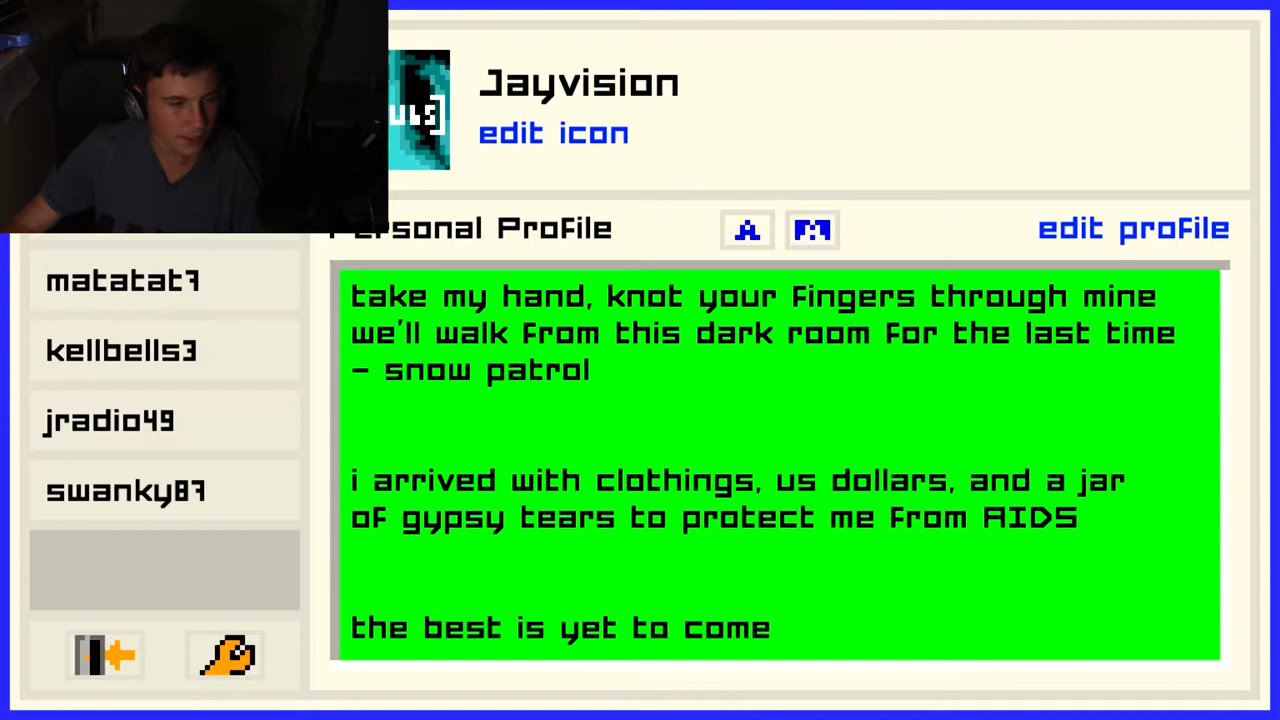 Jayvision
edit icon
Personal Profile
edit profile
matatat7
kellbells3
jradio49
swanky87
take my hand, knot your fingers through mine
we'll walk from this dark room for the last time
- snow patrol
i arrived with clothings, us dollars, and a jar
of gypsy tears to protect me from AIDS
the best is yet to come